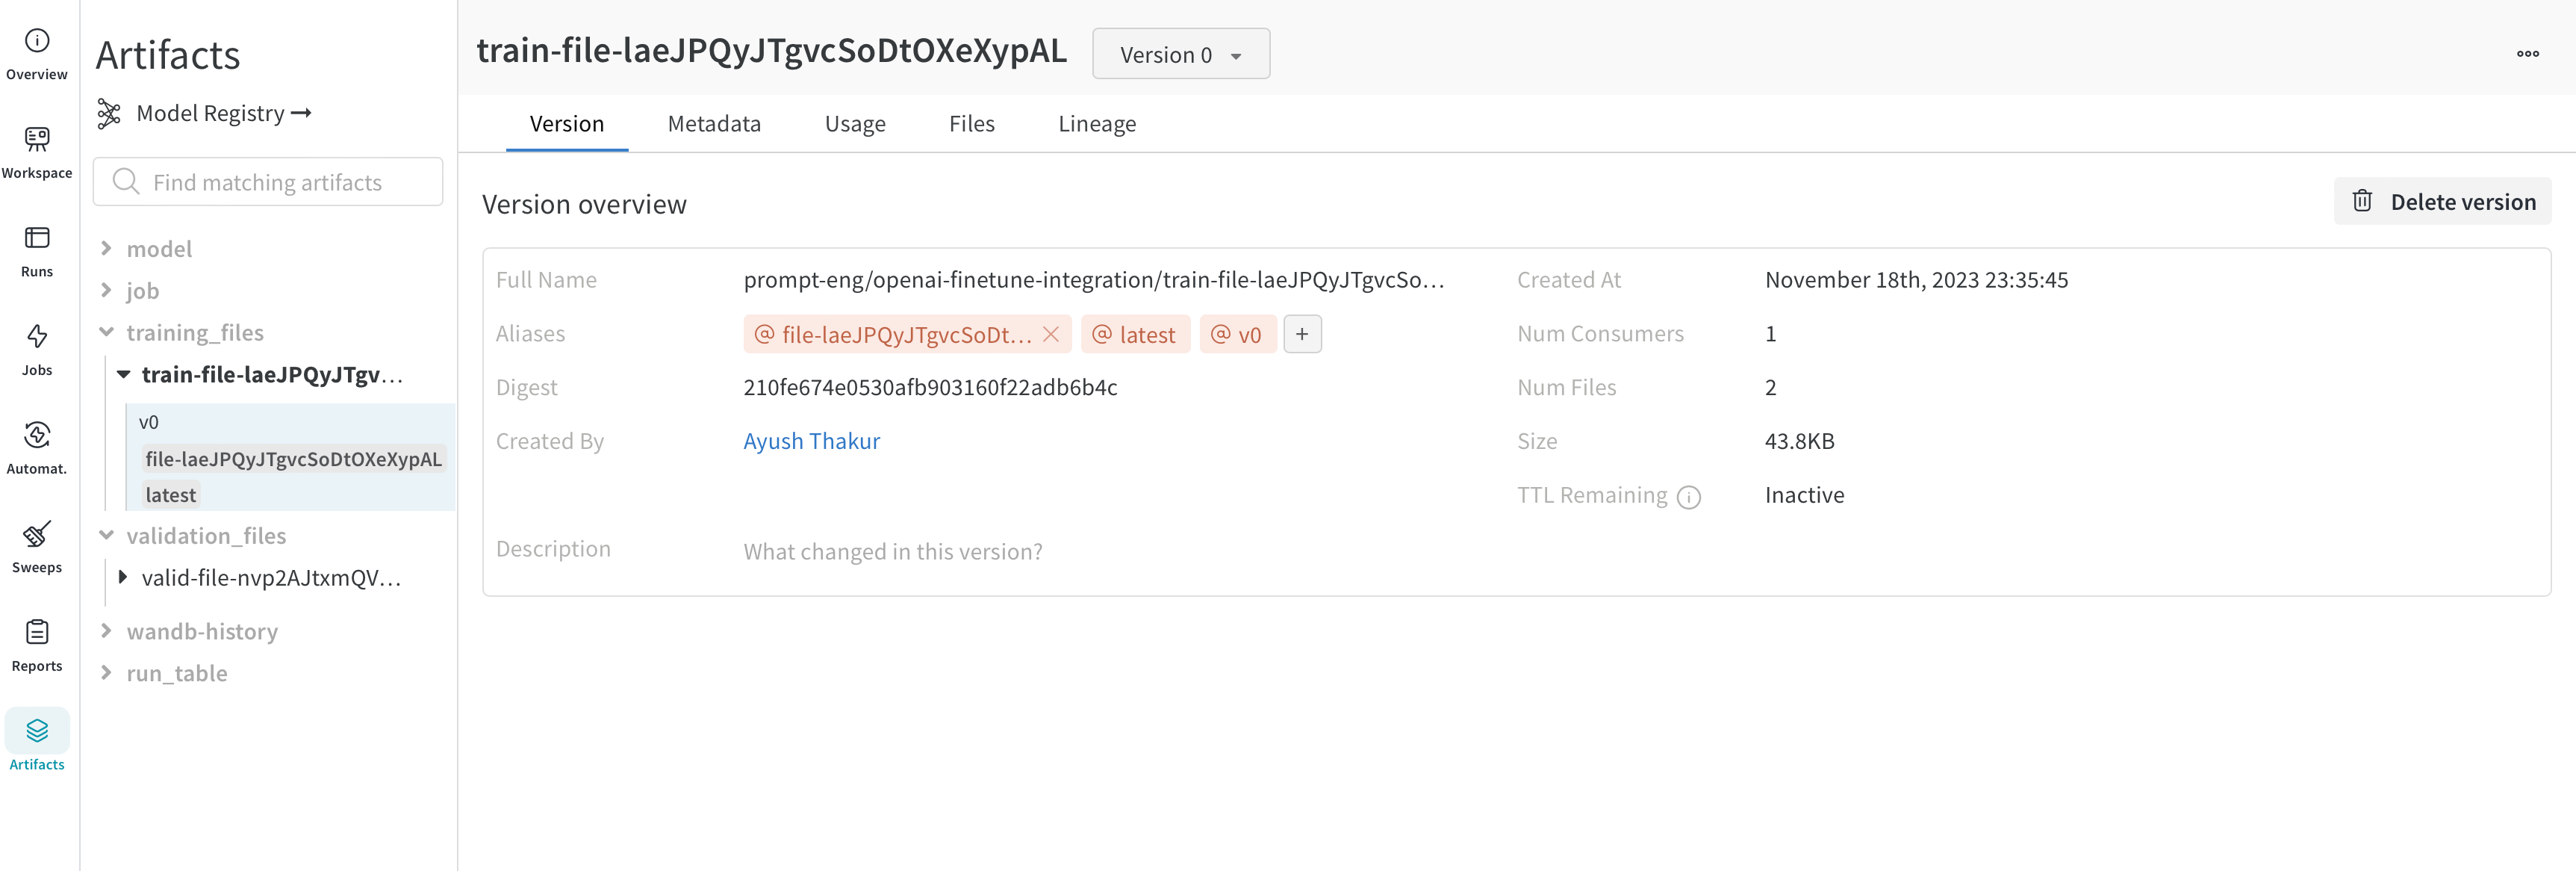 Overview
Workspace
Runs
Jobs
Automat.
Sweeps
Reports
Artifacts
Artifacts
Model Registry
Find matching artifacts
model
job
training_files
train-file-laeJPQyJTgv...
v0
file-laeJPQyJTgvcSoDtOXeXypAL
latest
validation_files
valid-file-nvp2AJtxmQV...
wandb-history
run_table
train-file-laeJPQyJTgvcSoDtOXeXypAL Version 0
Version Metadata Usage Files Lineage
Version overview Delete version
Full Name prompt-eng/openai-finetune-integration/train-file-laeJPQyJTgvcSo...
Aliases @ file-laeJPQyJTgvcSoDt... @ latest @ v0 +
Digest 210fe674e0530afb903160f22adb6b4c
Created By Ayush Thakur
Description What changed in this version?
Created At November 18th, 2023 23:35:45
Num Consumers 1
Num Files 2
Size 43.8KB
TTL Remaining Inactive